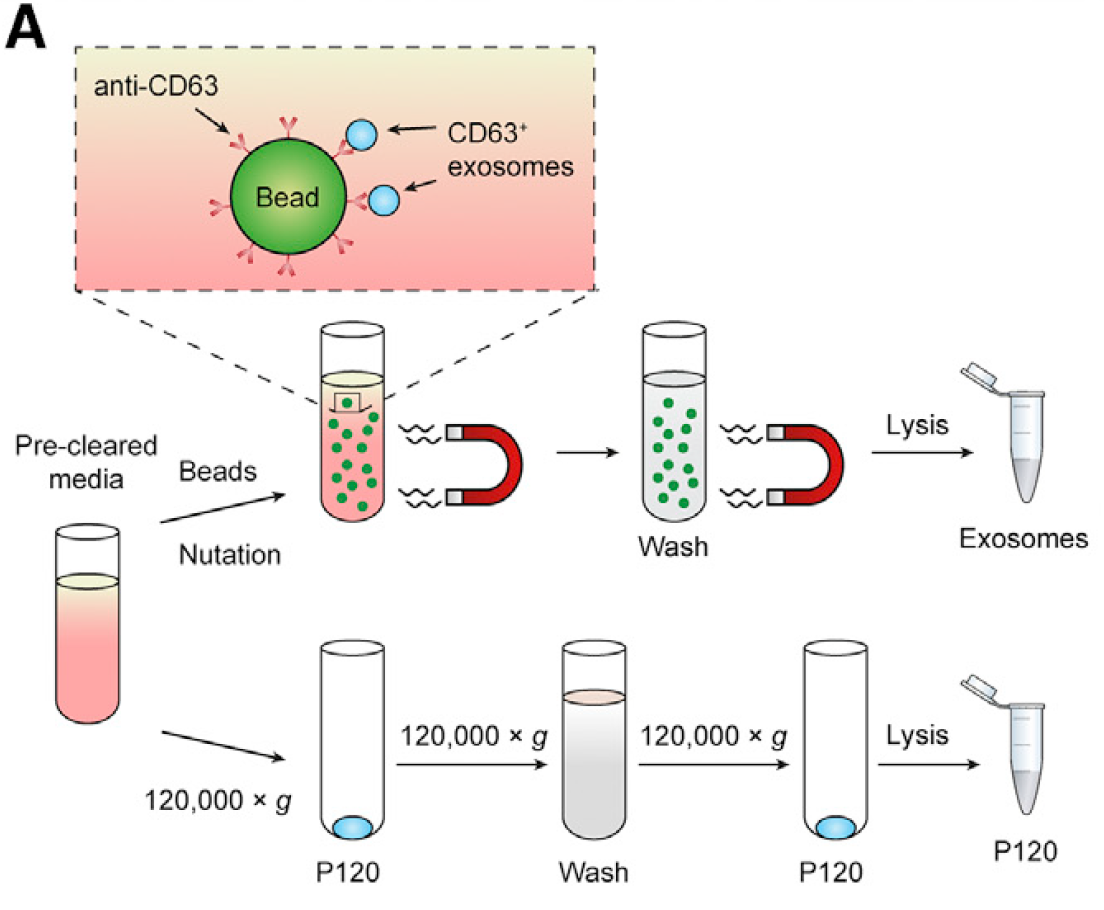 A
anti-CD63
CD63⁺
exosomes
Bead
Pre-cleared
media
Beads
Nutation
Wash
Lysis
Exosomes
120,000 × g
P120
120,000 × g
Wash
120,000 × g
P120
Lysis
P120